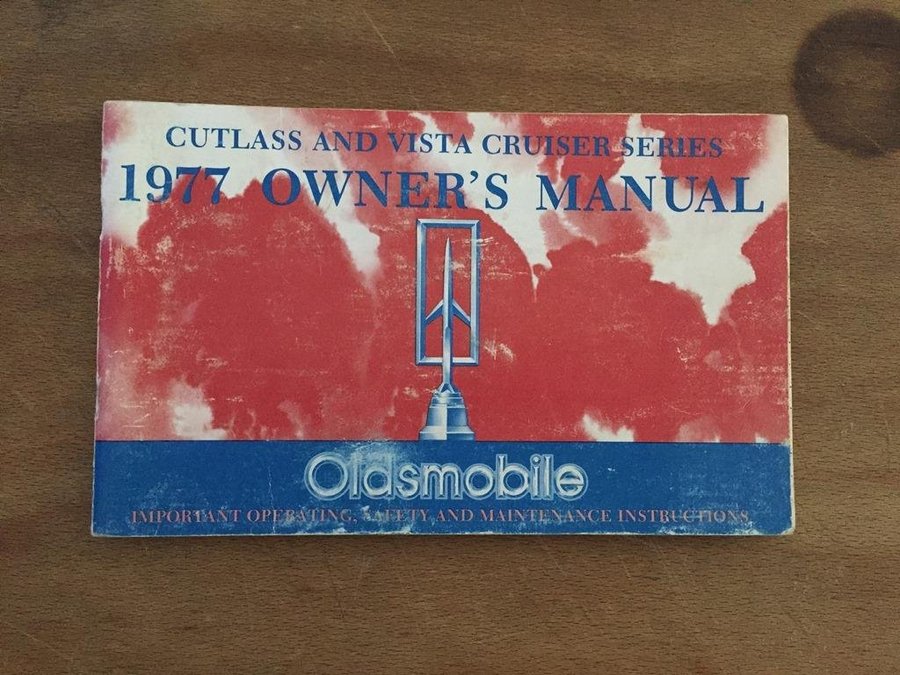 CUTLASS AND VISTA CRUISER SERIES
1977 OWNER'S MANUAL
Oldsmobile
IMPORTANT OPERATING, SAFETY AND MAINTENANCE INSTRUCTIONS